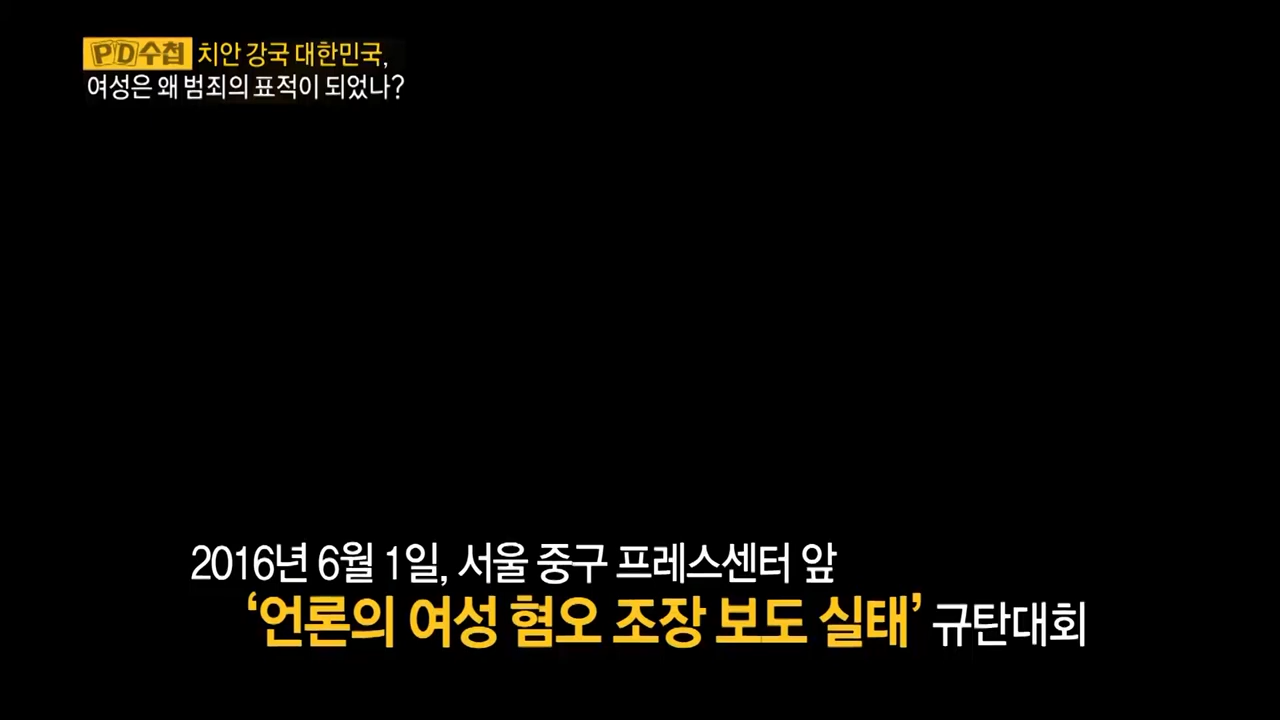 PD수첩 치안 강국 대한민국,
여성은 왜 범죄의 표적이 되었나?
2016년 6월 1일, 서울 중구 프레스센터 앞
‘언론의 여성 혐오 조장 보도 실태’ 규탄대회